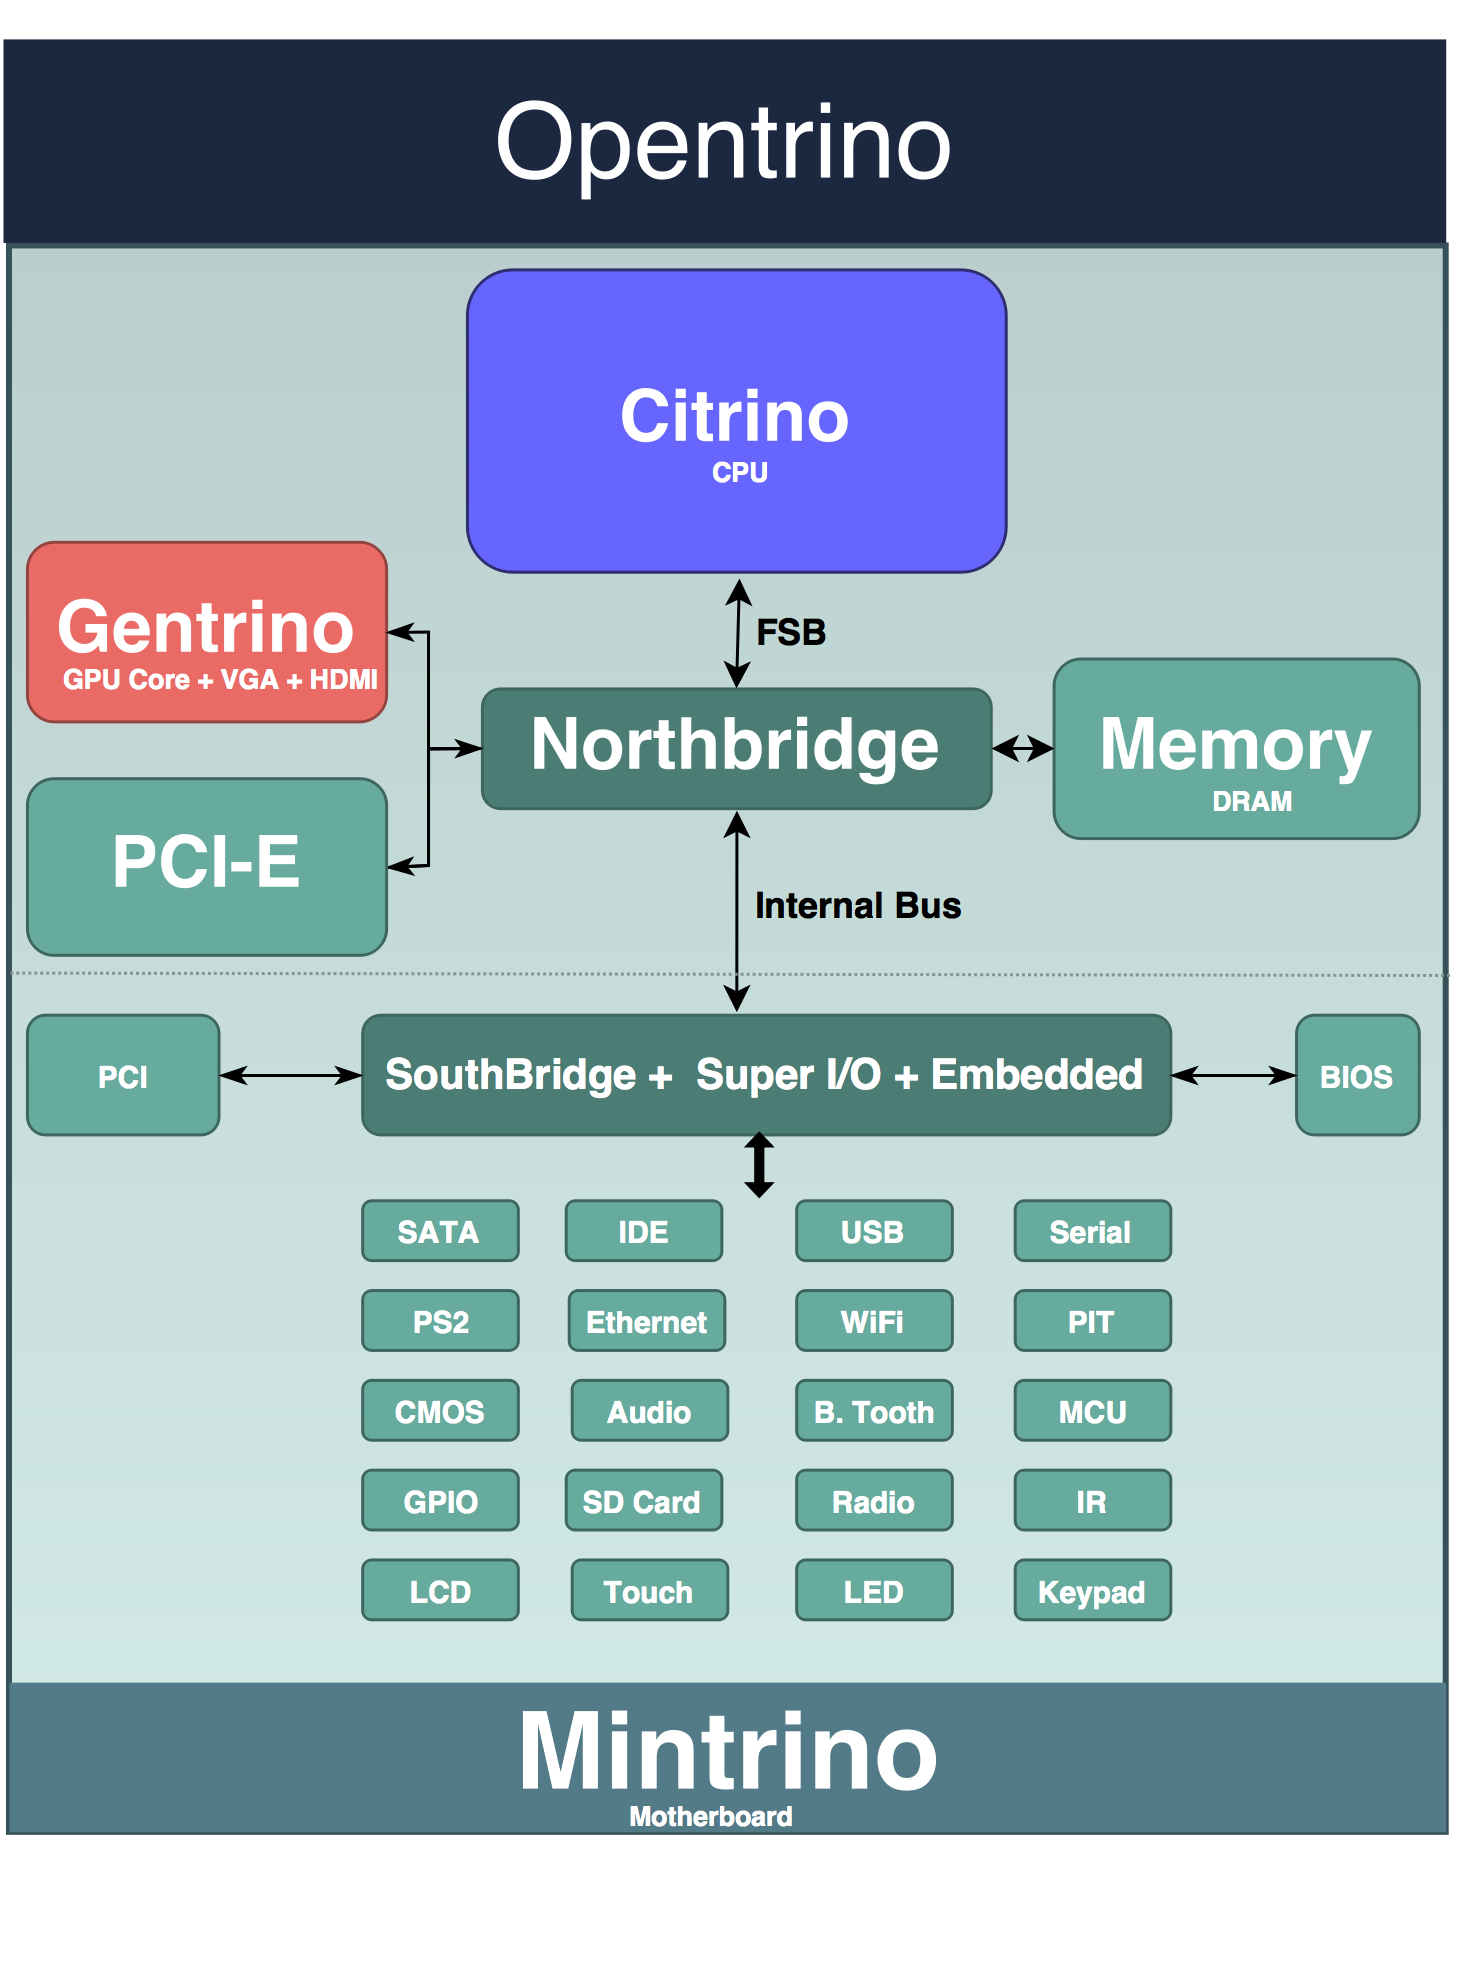 Opentrino
Citrino
CPU
Gentrino
GPU Core + VGA + HDMI
FSB
Northbridge
Memory
DRAM
PCI-E
Internal Bus
PCI
SouthBridge + Super I/O + Embedded
BIOS
SATA
IDE
USB
Serial
PS2
Ethernet
WiFi
PIT
CMOS
Audio
B. Tooth
MCU
GPIO
SD Card
Radio
IR
LCD
Touch
LED
Keypad
Mintrino
Motherboard